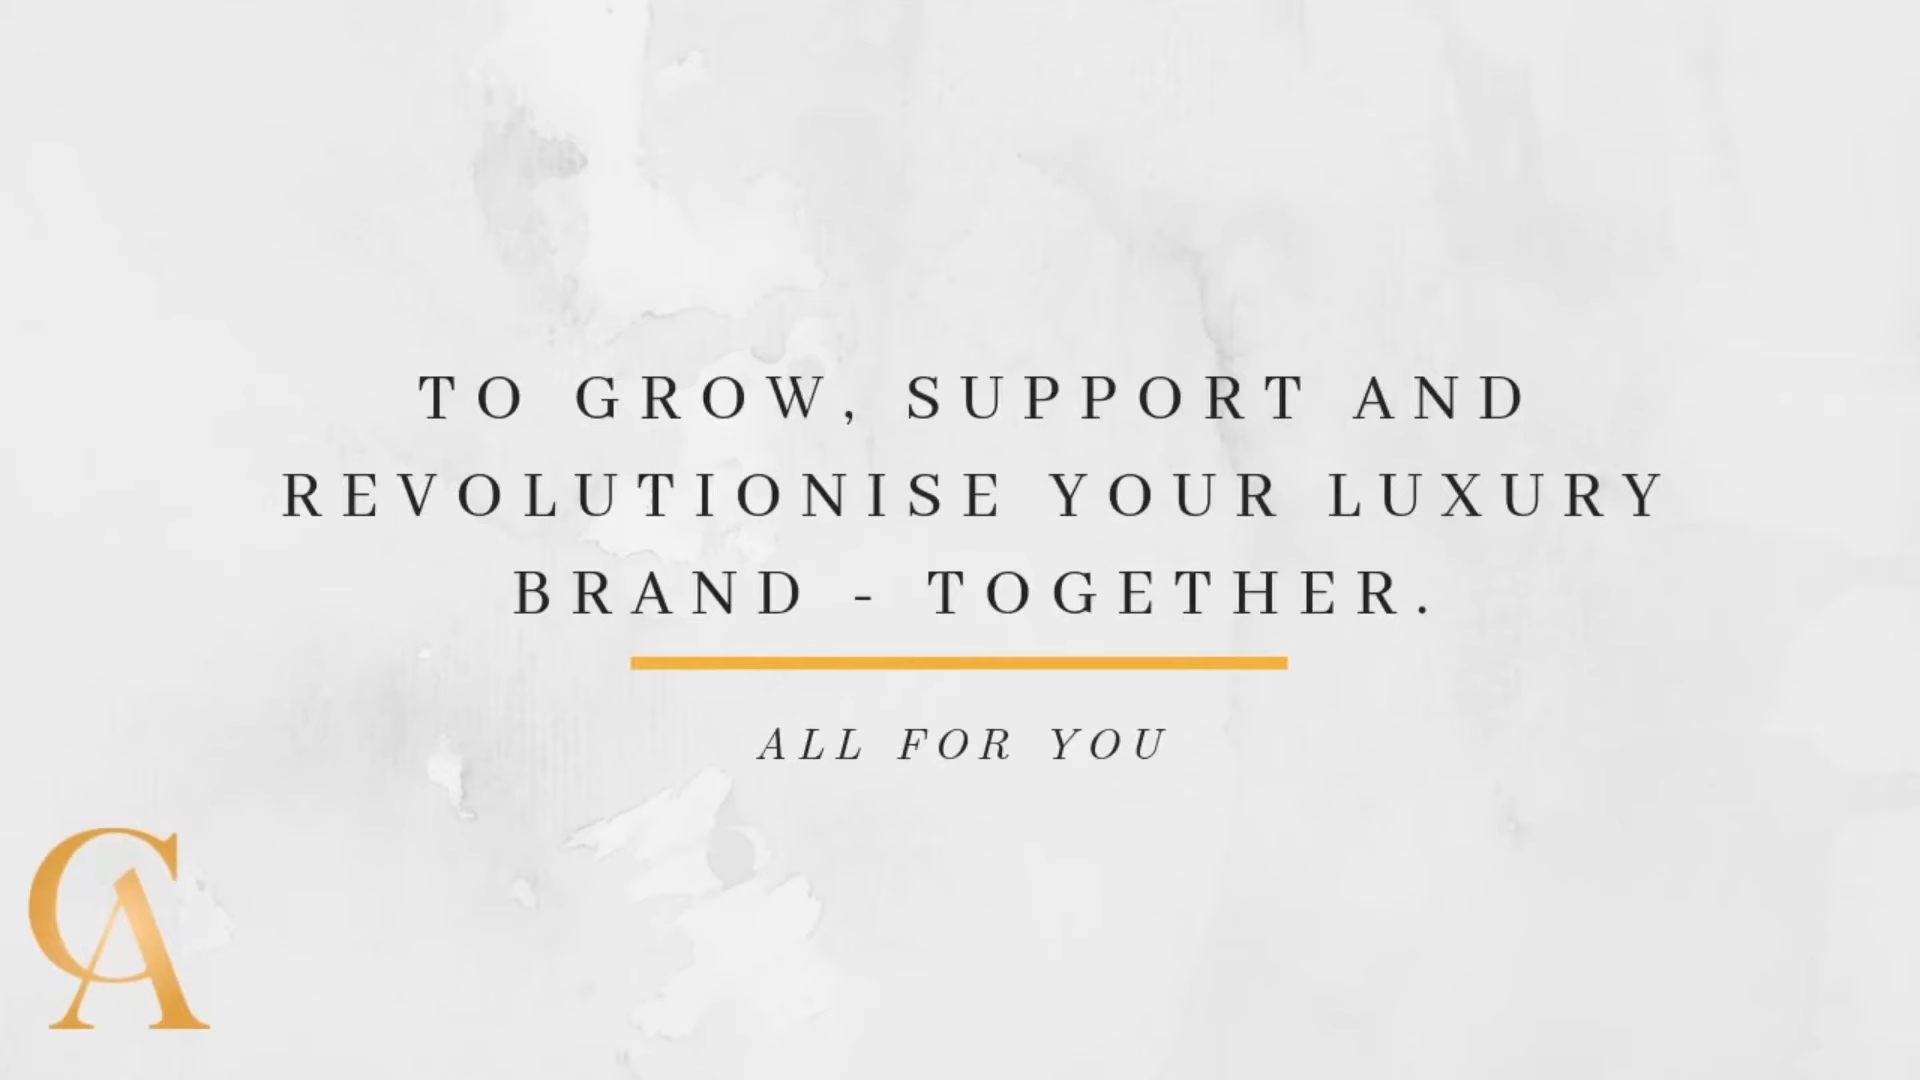 TO GROW, SUPPORT AND
REVOLUTIONISE YOUR LUXURY
BRAND - TOGETHER.
ALL FOR YOU
CA